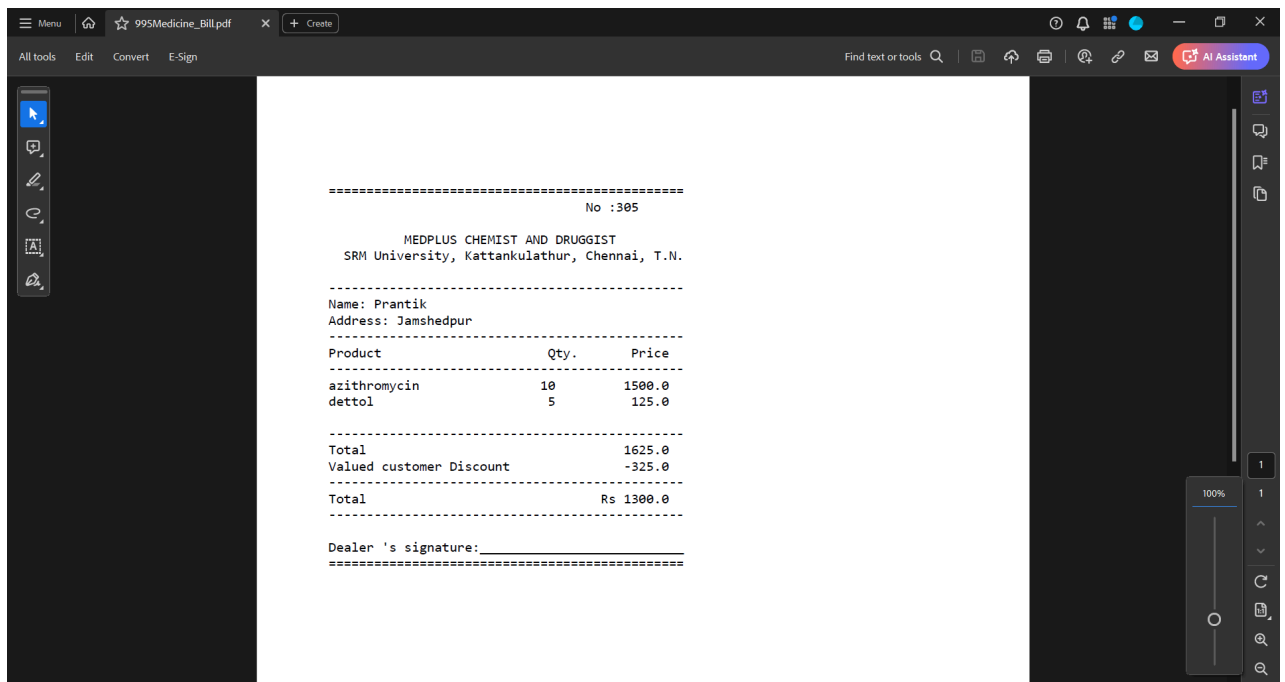 Menu 99SMedicine_Bill.pdf Create
All tools Edit Convert E-Sign Find text or tools AI Assistant
===============================================
No :305
MEDPLUS CHEMIST AND DRUGGIST
SRM University, Kattankulathur, Chennai, T.N.
-----------------------------------------------
Name: Prantik
Address: Jamshedpur
-----------------------------------------------
Product Qty. Price
-----------------------------------------------
azithromycin 10 1500.0
dettol 5 125.0
-----------------------------------------------
Total 1625.0
Valued customer Discount -325.0
-----------------------------------------------
Total Rs 1300.0
-----------------------------------------------
Dealer 's signature:___________________________
===============================================
1
100% 1